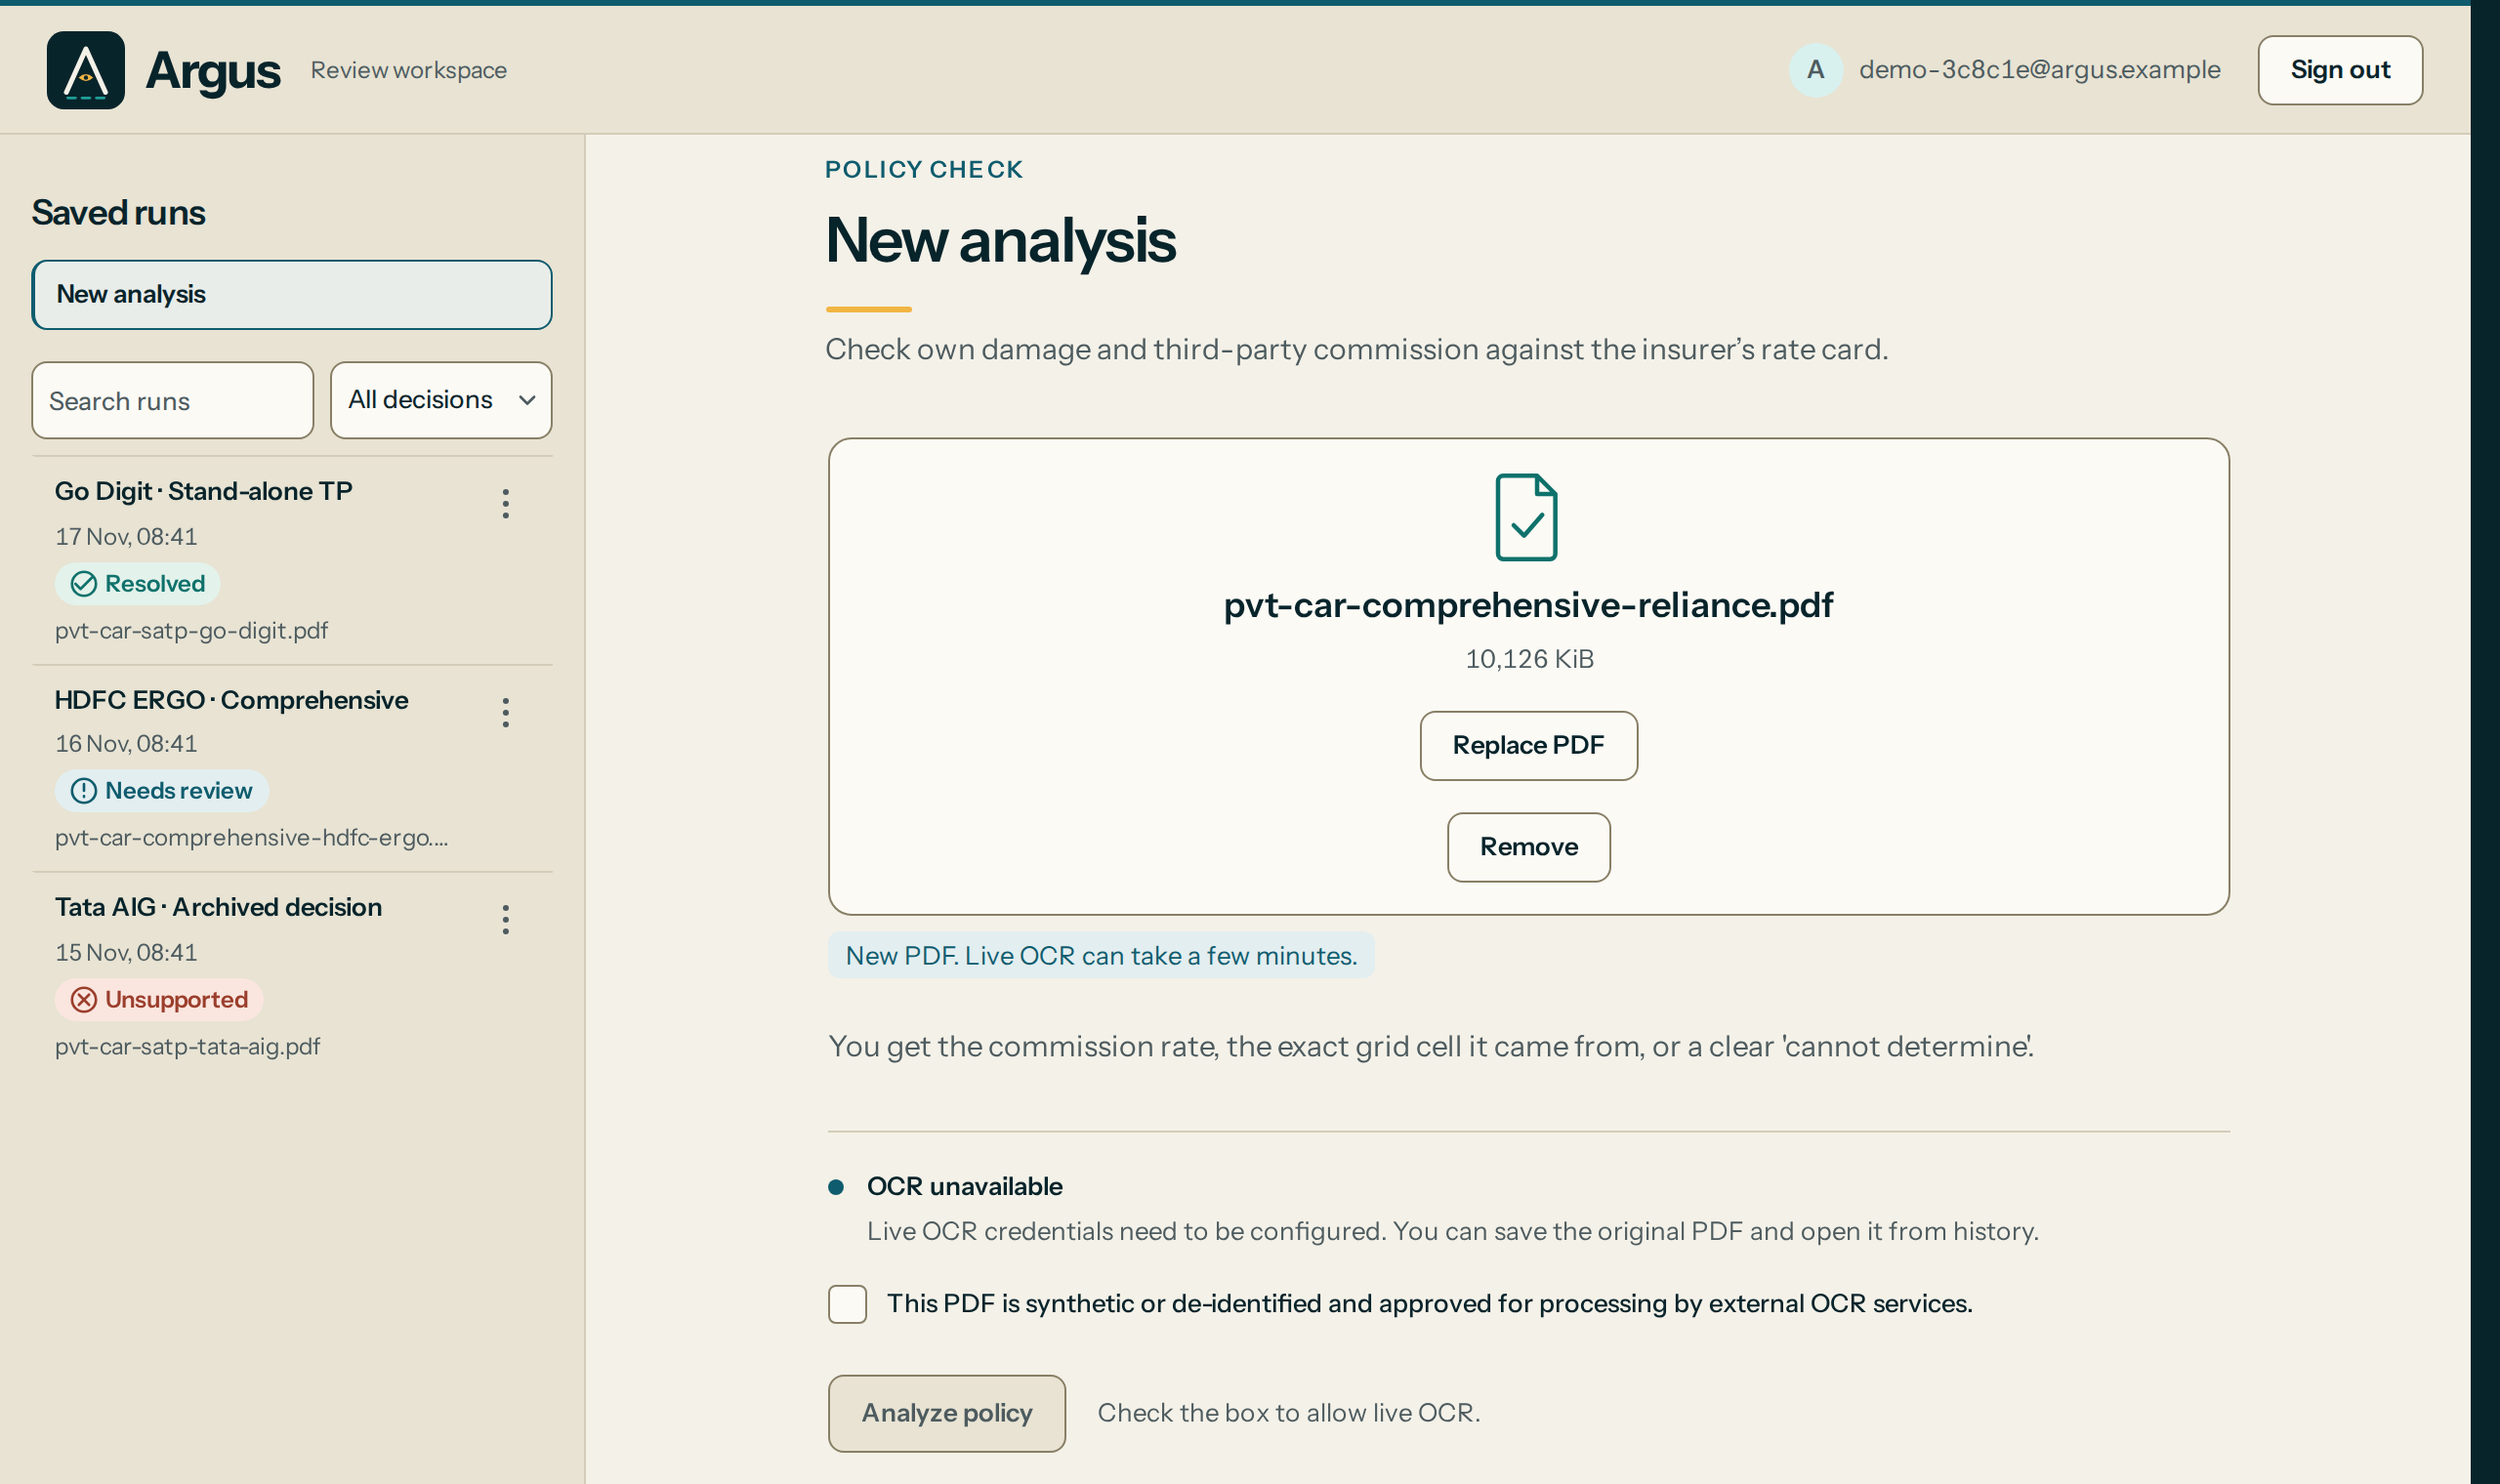 Argus
Review workspace
A
demo-3c8c1e@argus.example
Sign out
Saved runs
New analysis
Search runs
All decisions
Go Digit · Stand-alone TP
17 Nov, 08:41
Resolved
pvt-car-satp-go-digit.pdf
HDFC ERGO · Comprehensive
16 Nov, 08:41
Needs review
pvt-car-comprehensive-hdfc-ergo....
Tata AIG · Archived decision
15 Nov, 08:41
Unsupported
pvt-car-satp-tata-aig.pdf
POLICY CHECK
New analysis
Check own damage and third-party commission against the insurer’s rate card.
pvt-car-comprehensive-reliance.pdf
10,126 KiB
Replace PDF
Remove
New PDF. Live OCR can take a few minutes.
You get the commission rate, the exact grid cell it came from, or a clear 'cannot determine'.
OCR unavailable
Live OCR credentials need to be configured. You can save the original PDF and open it from history.
This PDF is synthetic or de-identified and approved for processing by external OCR services.
Analyze policy
Check the box to allow live OCR.